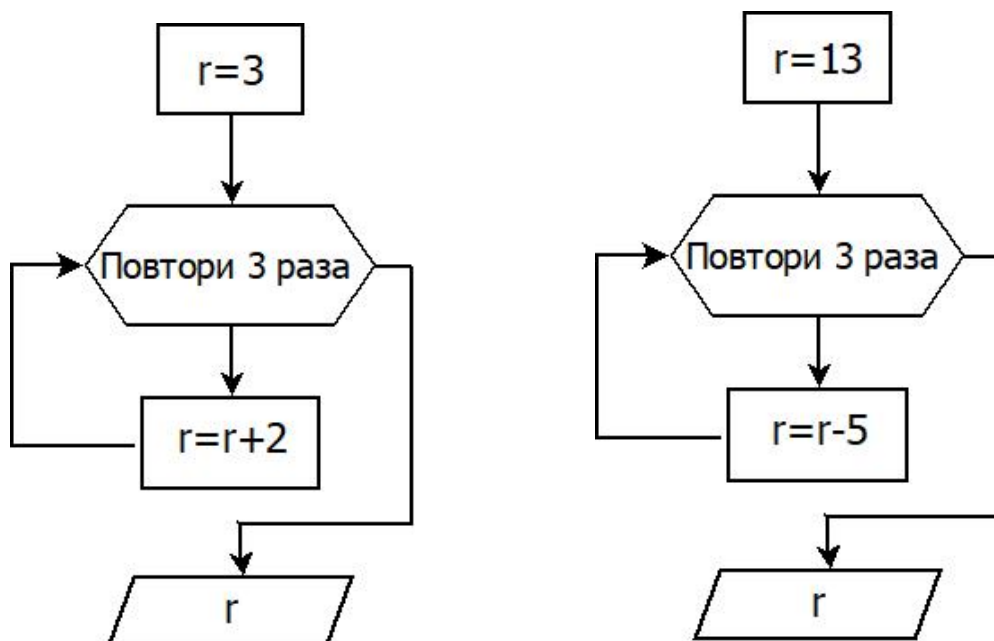 r=3
Повтори 3 раза
r=r+2
r
r=13
Повтори 3 раза
r=r-5
r